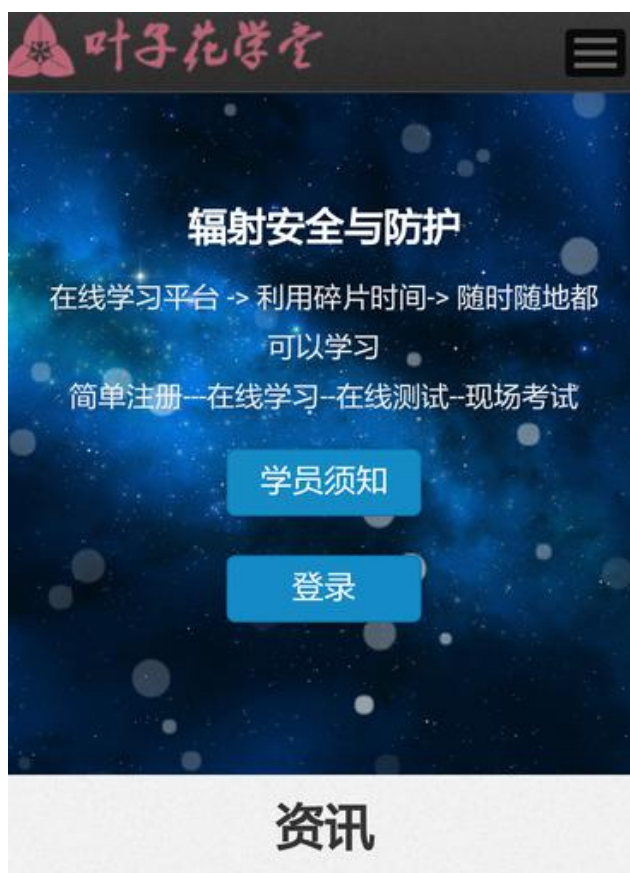 叶子花学堂
辐射安全与防护
在线学习平台 -> 利用碎片时间-> 随时随地都
可以学习
简单注册---在线学习--在线测试--现场考试
学员须知
登录
资讯